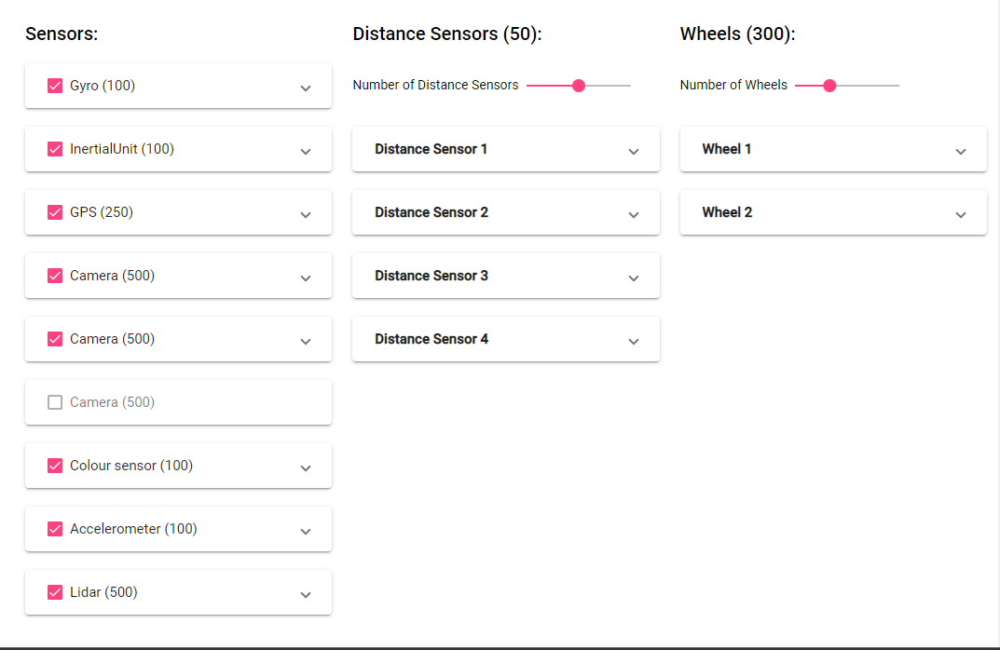 Sensors:
Gyro (100)
InertialUnit (100)
GPS (250)
Camera (500)
Camera (500)
Camera (500)
Colour sensor (100)
Accelerometer (100)
Lidar (500)
Distance Sensors (50):
Number of Distance Sensors
Distance Sensor 1
Distance Sensor 2
Distance Sensor 3
Distance Sensor 4
Wheels (300):
Number of Wheels
Wheel 1
Wheel 2